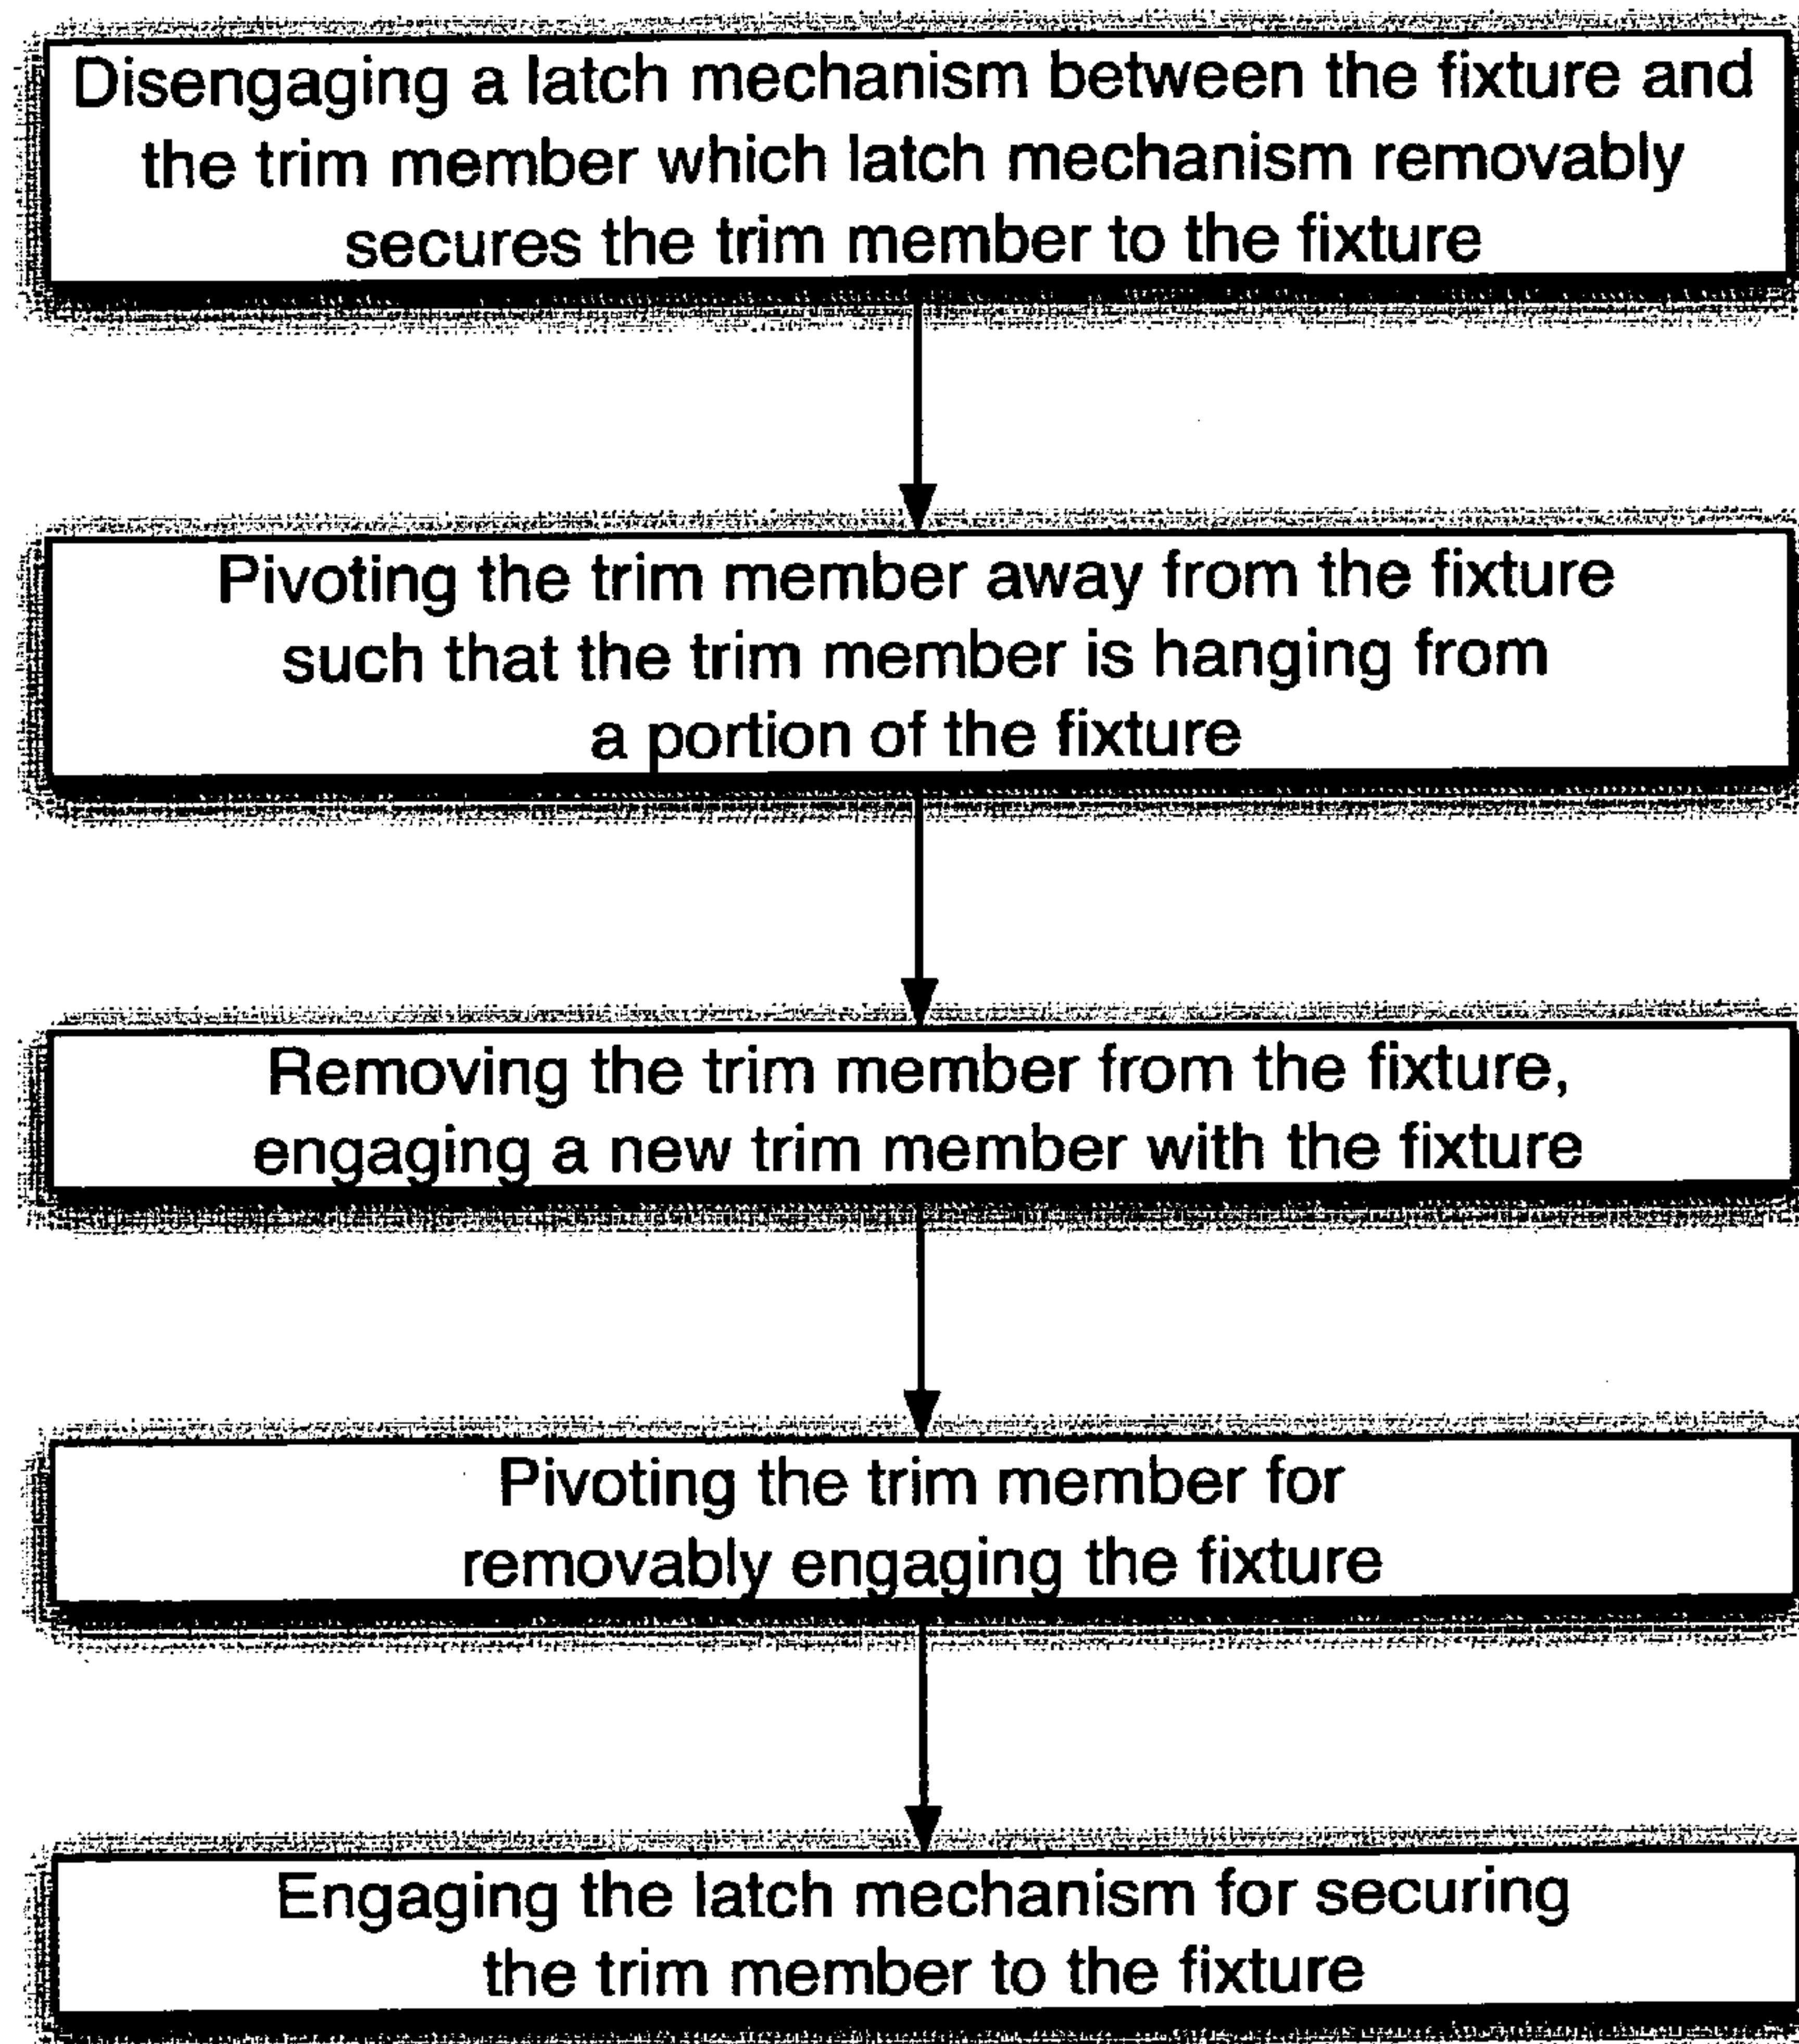 Disengaging a latch mechanism between the fixture and
the trim member which latch mechanism removably
secures the trim member to the fixture
Pivoting the trim member away from the fixture
such that the trim member is hanging from
a portion of the fixture
Removing the trim member from the fixture,
engaging a new trim member with the fixture
Pivoting the trim member for
removably engaging the fixture
Engaging the latch mechanism for securing
the trim member to the fixture